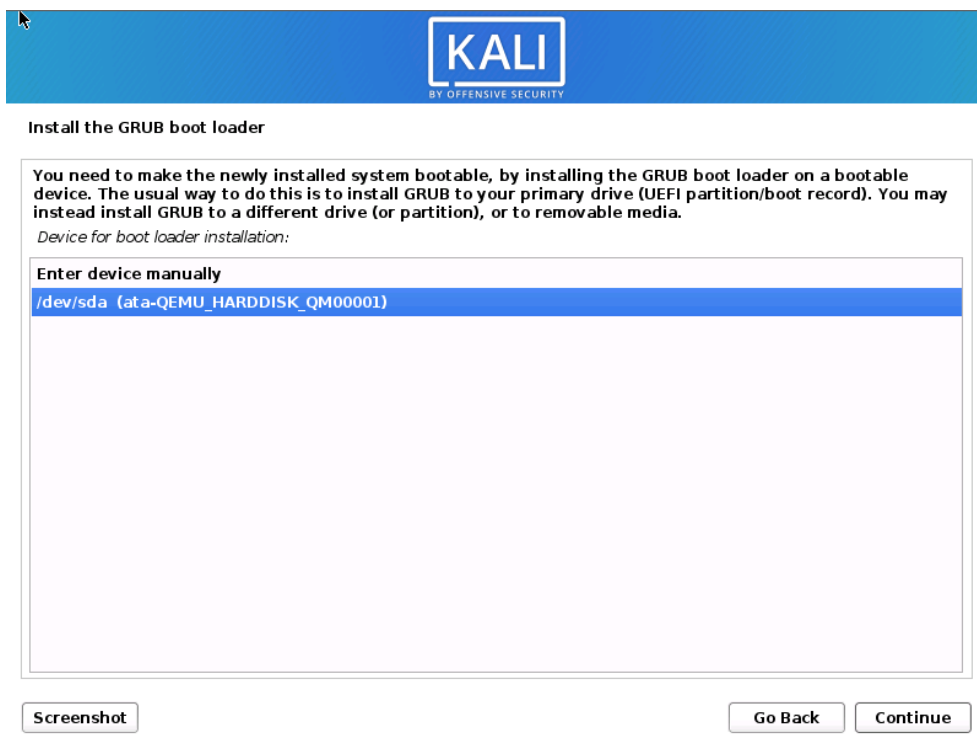 KALI
BY OFFENSIVE SECURITY
Install the GRUB boot loader
You need to make the newly installed system bootable, by installing the GRUB boot loader on a bootable
device. The usual way to do this is to install GRUB to your primary drive (UEFI partition/boot record). You may
instead install GRUB to a different drive (or partition), or to removable media.
Device for boot loader installation:
Enter device manually
/dev/sda  (ata-QEMU_HARDDISK_QM00001)
Screenshot
Go Back
Continue